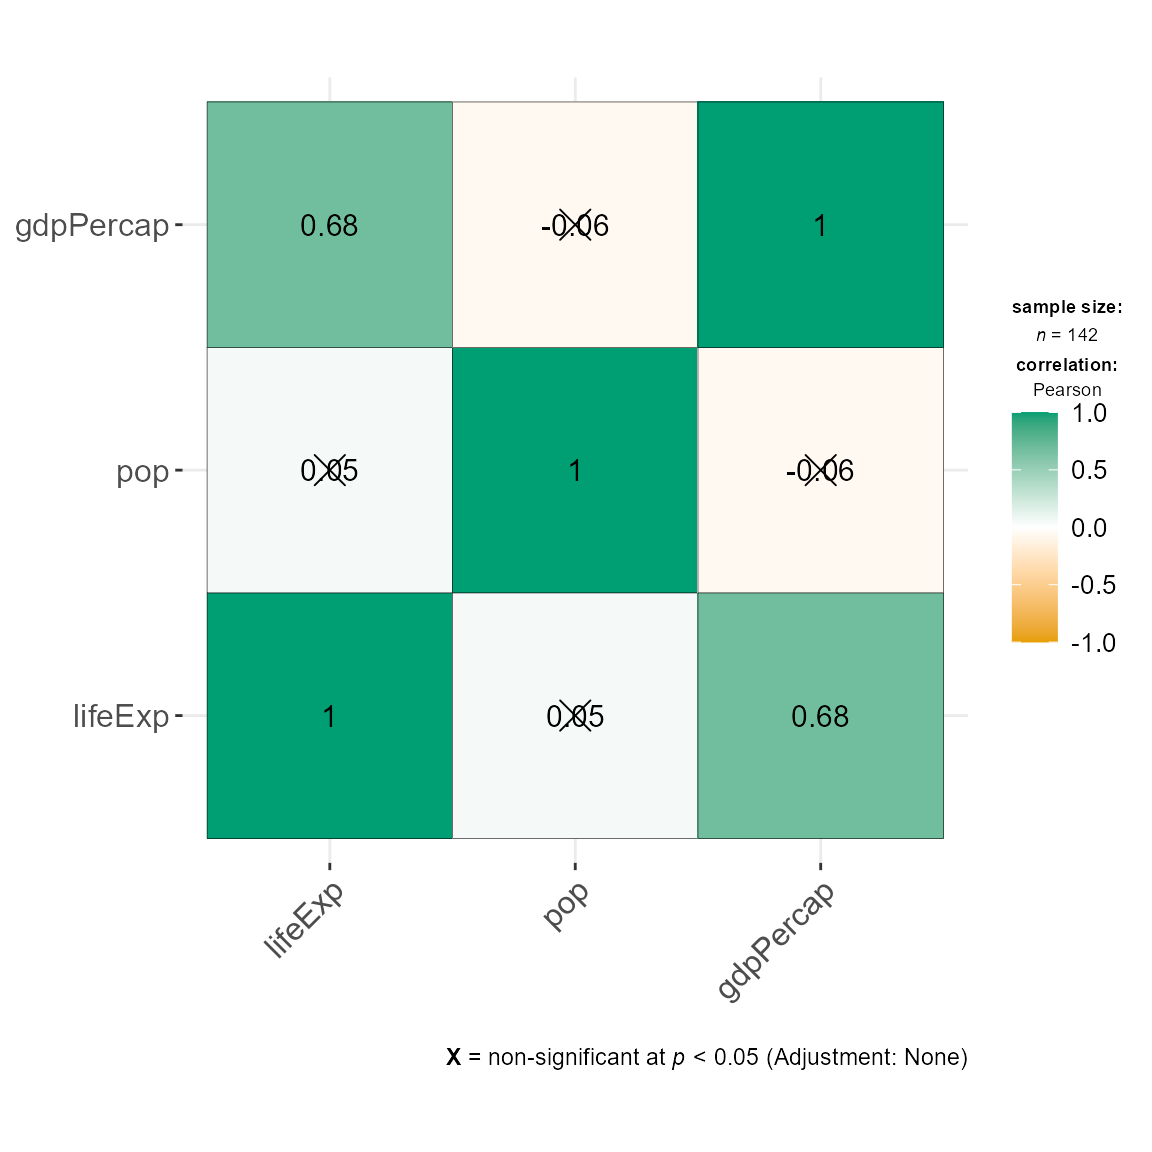 gdpPercap
0.68
-0.06
1
pop
0.05
1
-0.06
lifeExp
1
0.05
0.68
lifeExp
pop
gdpPercap
sample size:
n = 142
correlation:
Pearson
1.0
0.5
0.0
-0.5
-1.0
X = non-significant at p < 0.05 (Adjustment: None)